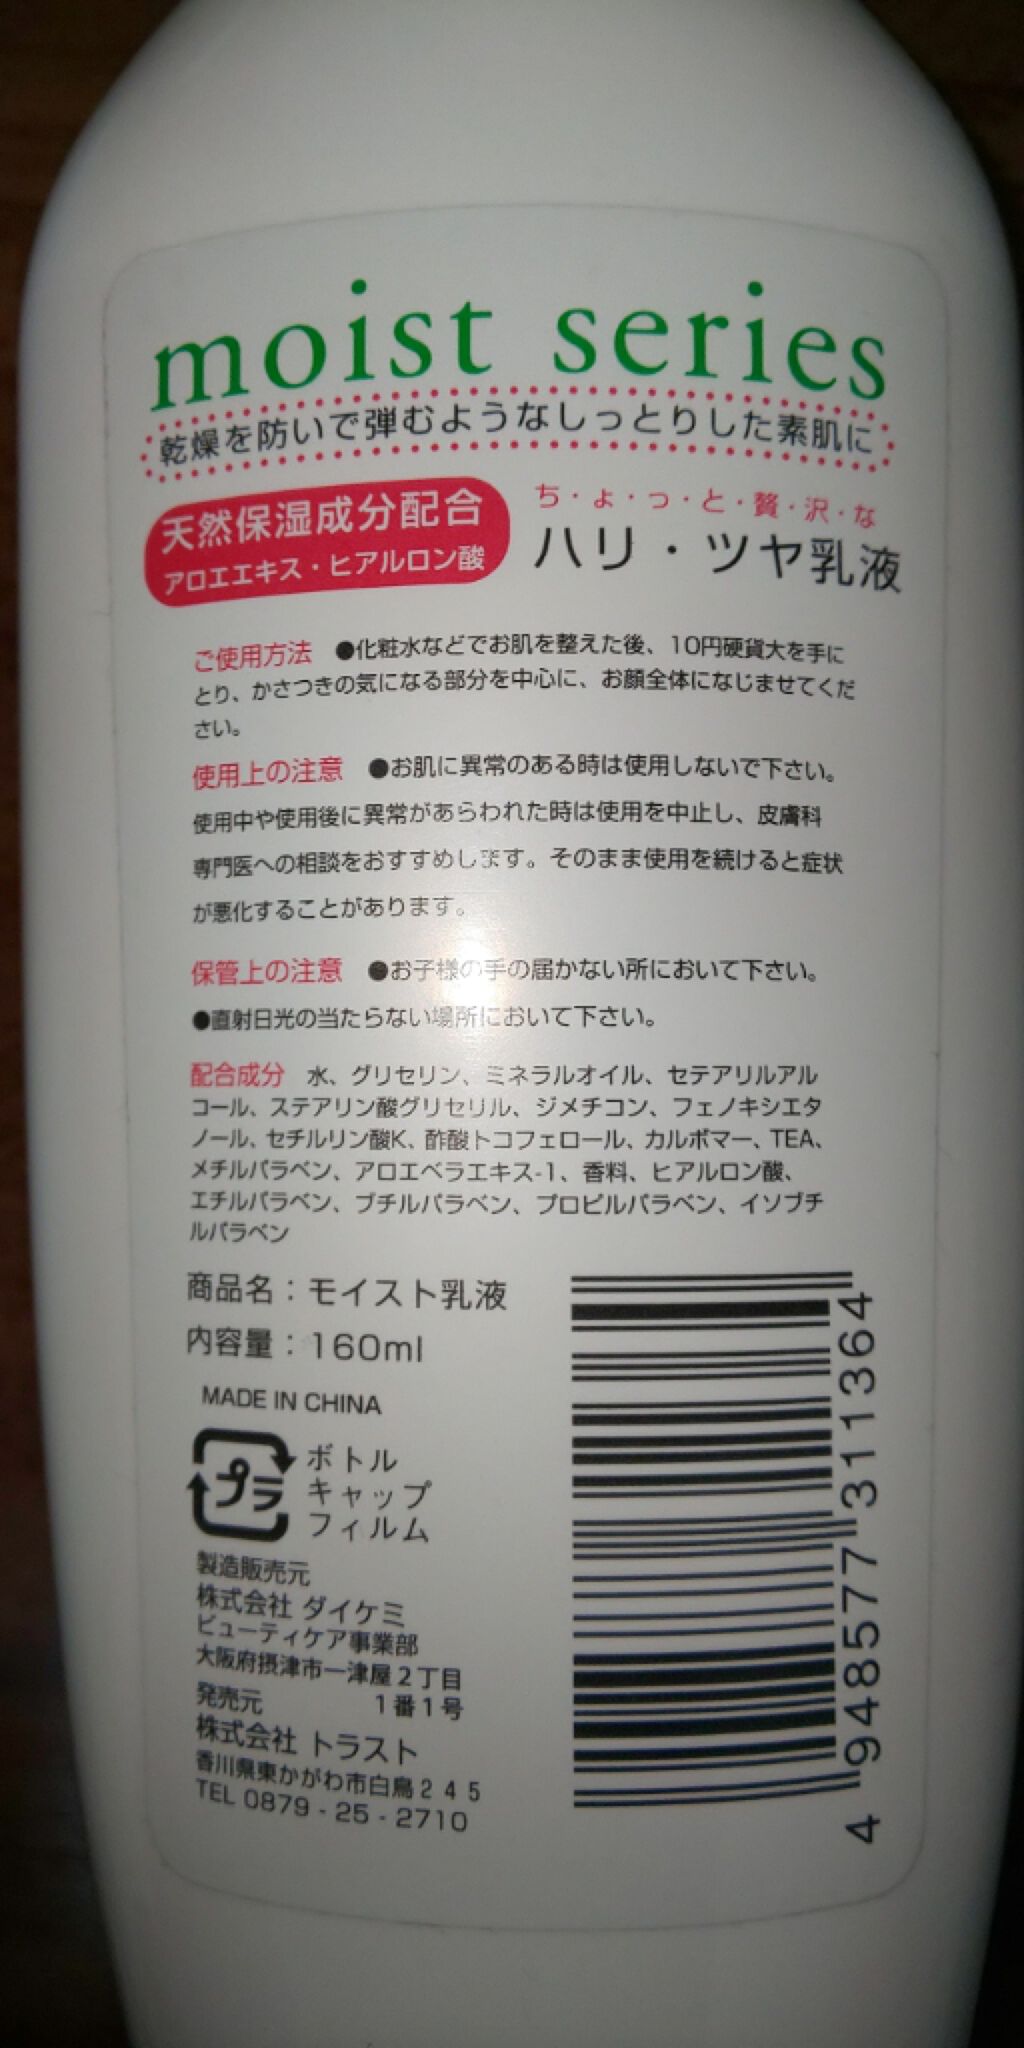 moist series
乾燥を防いで弾むようなしっとりした素肌に
天然保湿成分配合
アロエエキス・ヒアルロン酸
ち・ょ・っ・と・贅・沢・な
ハリ・ツヤ乳液
ご使用方法 ●化粧水などでお肌を整えた後、10円硬貨大を手に
とり、かさつきの気になる部分を中心に、お顔全体になじませてくだ
さい。
使用上の注意 ●お肌に異常のある時は使用しないで下さい。
使用中や使用後に異常があらわれた時は使用を中止し、皮膚科
専門医への相談をおすすめします。そのまま使用を続けると症状
が悪化することがあります。
保管上の注意 ●お子様の手の届かない所において下さい。
●直射日光の当たらない場所において下さい。
配合成分 水、グリセリン、ミネラルオイル、セテアリルアル
コール、ステアリン酸グリセリル、ジメチコン、フェノキシエタ
ノール、セチルリン酸K、酢酸トコフェロール、カルボマー、TEA、
メチルパラベン、アロエベラエキス-1、香料、ヒアルロン酸、
エチルパラベン、ブチルパラベン、プロピルパラベン、イソブチ
ルパラベン
商品名：モイスト乳液
内容量：160ml
MADE IN CHINA
プラ
ボトル
キャップ
フィルム
製造販売元
株式会社 ダイケミ
ビューティケア事業部
大阪府摂津市一津屋２丁目
１番１号
発売元
株式会社 トラスト
香川県東かがわ市白鳥２４５
TEL 0879-25-2710
4 948577 311364